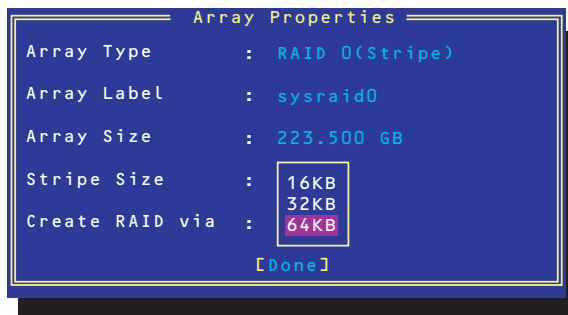 Array Properties
Array Type : RAID 0(Stripe)
Array Label : sysraid0
Array Size : 223.500 GB
Stripe Size : 16KB
32KB
Create RAID via : 64KB
[Done]